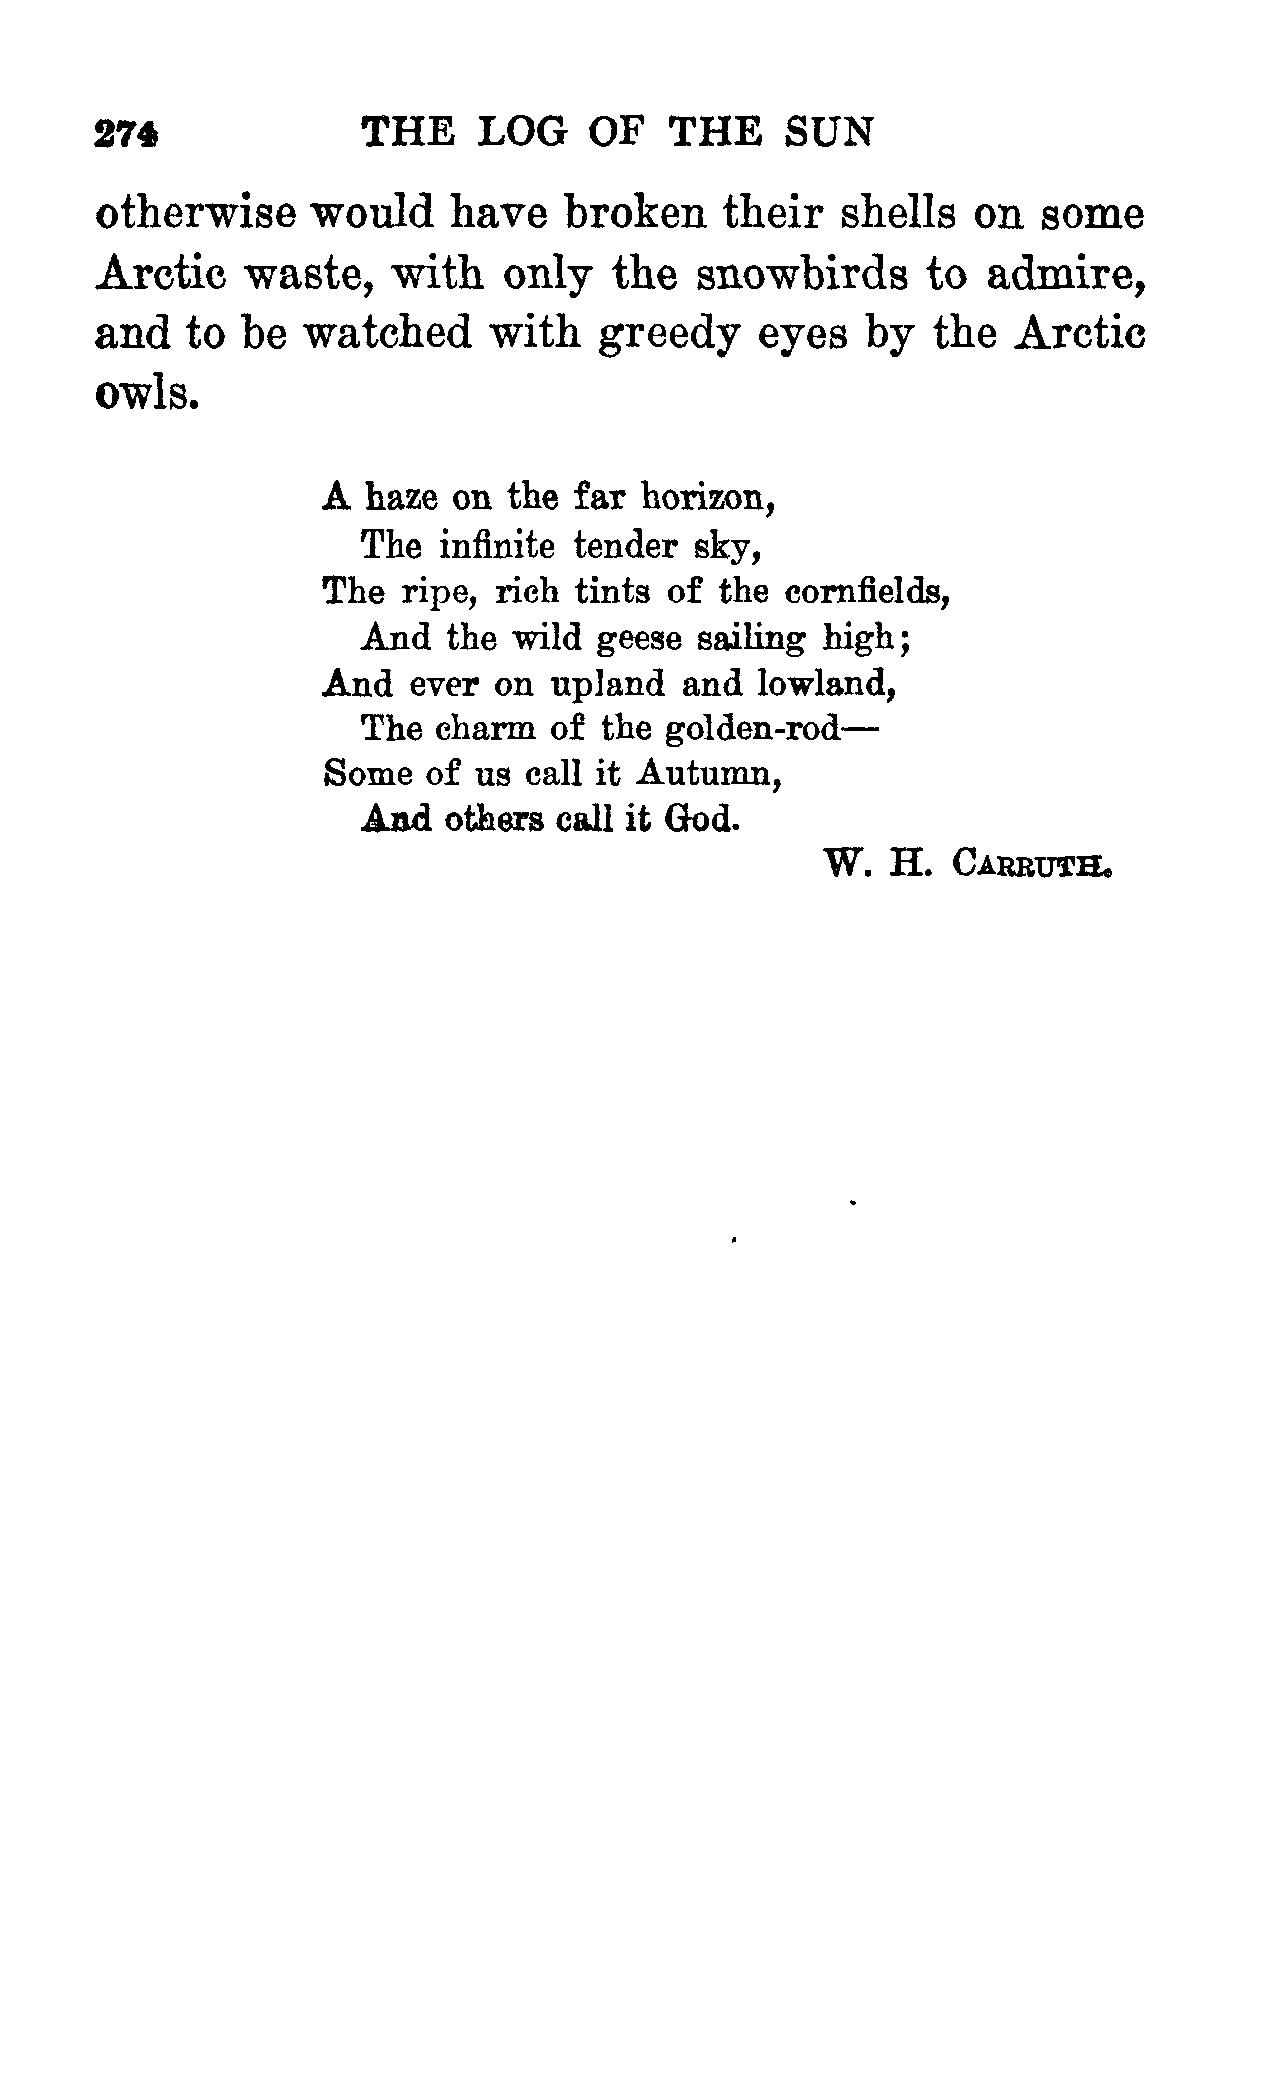 274 THE LOG OF THE SUN
otherwise would have broken their shells on some
Arctic waste, with only the snowbirds to admire,
and to be watched with greedy eyes by the Arctic
owls.
A haze on the far horizon,
The infinite tender sky,
The ripe, rich tints of the cornfields,
And the wild geese sailing high;
And ever on upland and lowland,
The charm of the golden-rod—
Some of us call it Autumn,
And others call it God.
W. H. CARRUTH.